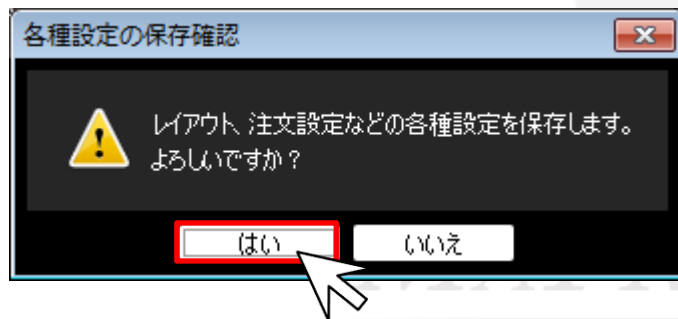 各種設定の保存確認
レイアウト、注文設定などの各種設定を保存します。
よろしいですか？
はい
いいえ